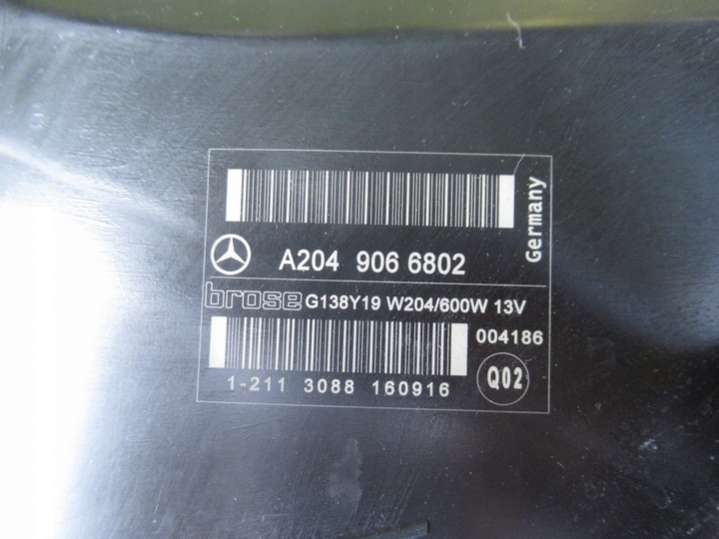 Germany
A204 906 6802
brose G138Y19 W204/600W 13V
004186
1-211 3088 160916
Q02